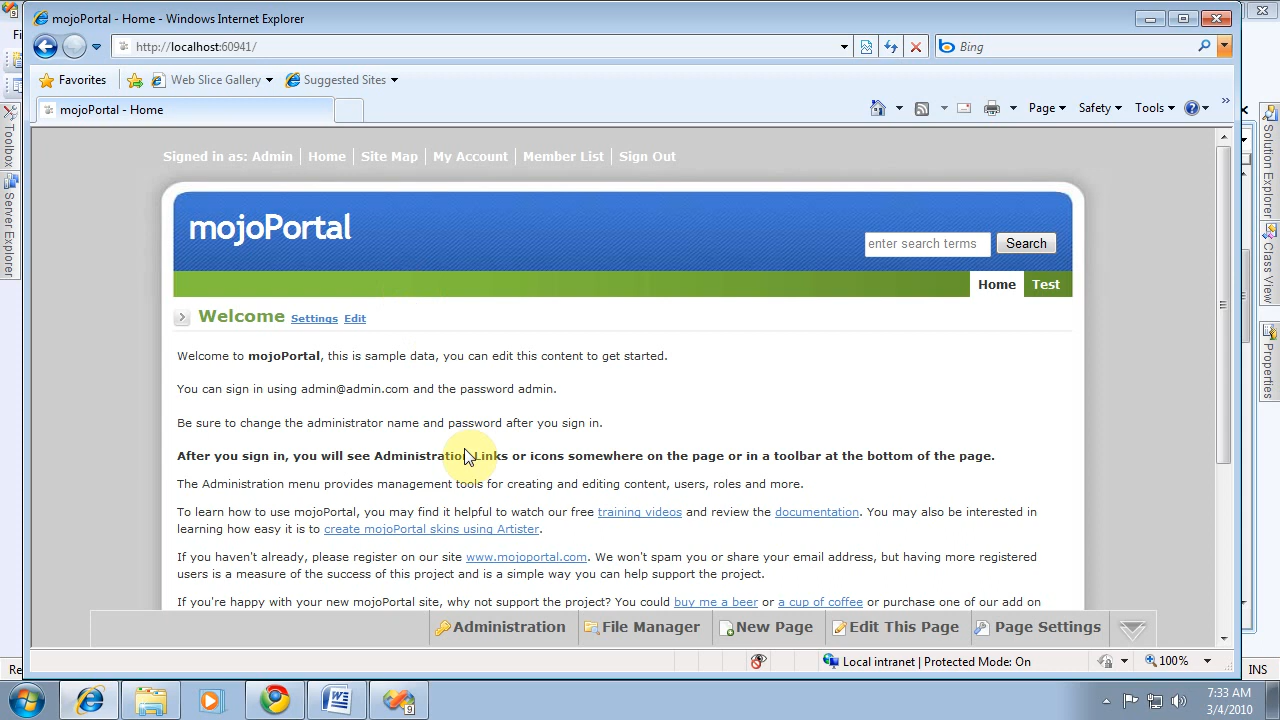 mojoPortal - Home - Windows Internet Explorer
http://localhost:60941/
Bing
Favorites
Web Slice Gallery
Suggested Sites
mojoPortal - Home
Page
Safety
Tools
Signed in as: Admin
Home
Site Map
My Account
Member List
Sign Out
mojoPortal
enter search terms
Search
Home
Test
Welcome Settings Edit
Welcome to mojoPortal, this is sample data, you can edit this content to get started.
You can sign in using admin@admin.com and the password admin.
Be sure to change the administrator name and password after you sign in.
After you sign in, you will see Administration Links or icons somewhere on the page or in a toolbar at the bottom of the page.
The Administration menu provides management tools for creating and editing content, users, roles and more.
To learn how to use mojoPortal, you may find it helpful to watch our free training videos and review the documentation. You may also be interested in
learning how easy it is to create mojoPortal skins using Artister.
If you haven't already, please register on our site www.mojoportal.com. We won't spam you or share your email address, but having more registered
users is a measure of the success of this project and is a simple way you can help support the project.
If you're happy with your new mojoPortal site, why not support the project? You could buy me a beer or a cup of coffee or purchase one of our add on
Administration
File Manager
New Page
Edit This Page
Page Settings
Local intranet | Protected Mode: On
100%
Toolbox
Server Explorer
Solution Explorer
Class View
Properties
Re
INS
7:33 AM
3/4/2010